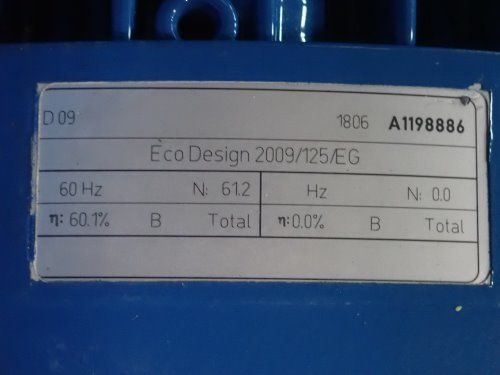 D 09 1806 A1198886
Eco Design 2009/125/EG
60 Hz N: 61.2 Hz N: 0.0
η: 60.1% B Total η:0.0% B Total